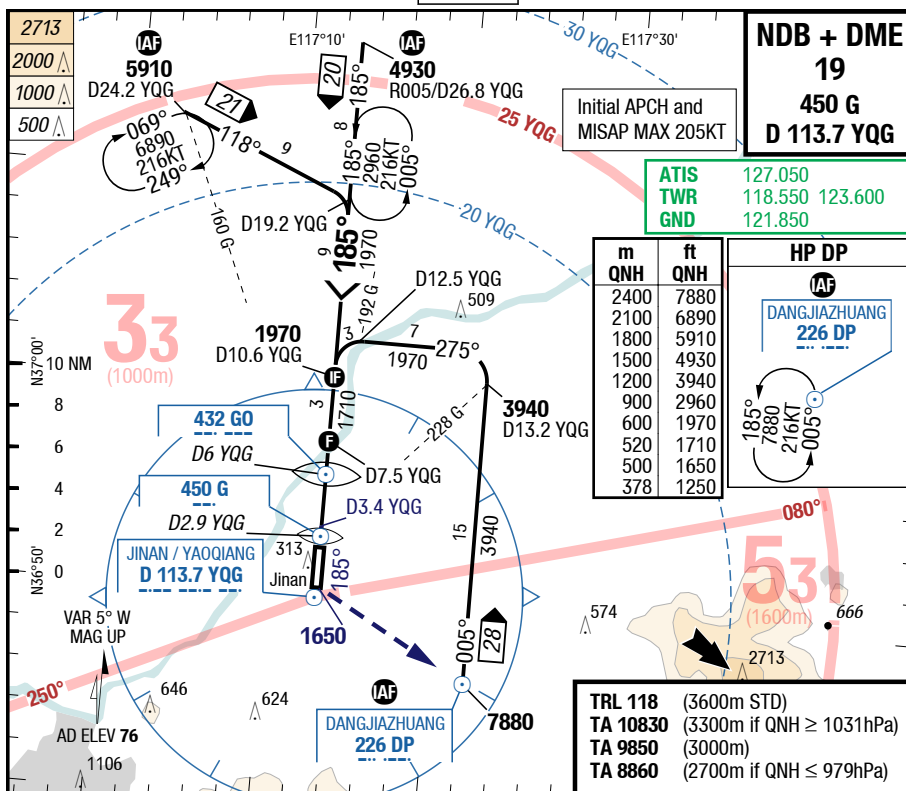 2713
2000
1000
500
IAF
5910
D24.2 YQG
E117°10'
IAF
4930
R005/D26.8 YQG
30 YQG
E117°30'
NDB + DME
19
450 G
D 113.7 YQG
Initial APCH and
MISAP MAX 205KT
25 YQG
ATIS 127.050
TWR 118.550 123.600
GND 121.850
21
20
185°
8
069°
6890
216KT
249°
118°
9
185°
2960
216KT
005°
D19.2 YQG
20 YQG
160 G
9
185°
1970
192 G
D12.5 YQG
509
m ft
QNH QNH
2400 7880
2100 6890
1800 5910
1500 4930
1200 3940
900 2960
600 1970
520 1710
500 1650
378 1250
HP DP
IAF
DANGJIAZHUANG
226 DP
185°
7880
216KT
005°
33
(1000m)
1970
D10.6 YQG
3
7
1970
275°
N37°00'
10 NM
8
6
4
2
0
N36°50'
IF
3
1710
3940
D13.2 YQG
228 G
432 GO
D6 YQG
F
D7.5 YQG
450 G
D2.9 YQG
D3.4 YQG
15
3940
JINAN / YAOQIANG
D 113.7 YQG
313
Jinan
185°
1650
080°
53
(1600m)
574
666
2713
VAR 5° W
MAG UP
005°
28
250°
646
624
IAF
7880
DANGJIAZHUANG
226 DP
AD ELEV 76
1106
TRL 118 (3600m STD)
TA 10830 (3300m if QNH ≥ 1031hPa)
TA 9850 (3000m)
TA 8860 (2700m if QNH ≤ 979hPa)